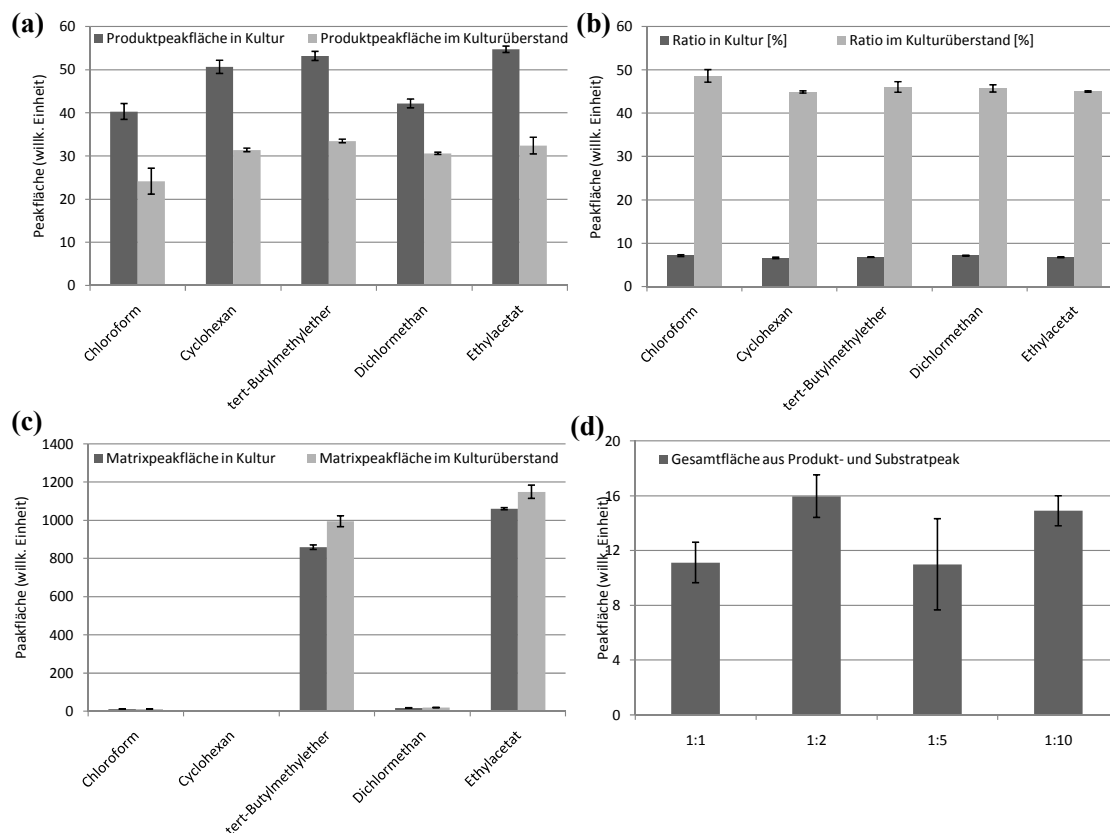 (a)
Produktpeakfläche in Kultur
Produktpeakfläche im Kulturüberstand
Peakfläche (willk. Einheit)
60
50
40
30
20
10
0
Chloroform
Cyclohexan
tert-Butylmethylether
Dichlormethan
Ethylacetat
(b)
Ratio in Kultur [%]
Ratio im Kulturüberstand [%]
Peakfläche (willk. Einheit)
60
50
40
30
20
10
0
Chloroform
Cyclohexan
tert-Butylmethylether
Dichlormethan
Ethylacetat
(c)
Matrixpeakfläche in Kultur
Matrixpeakfläche im Kulturüberstand
Paakfläche (willk. Einheit)
1400
1200
1000
800
600
400
200
0
Chloroform
Cyclohexan
tert-Butylmethylether
Dichlormethan
Ethylacetat
(d)
Gesamtfläche aus Produkt- und Substratpeak
Peakfläche (willk. Einheit)
20
16
12
8
4
0
1:1
1:2
1:5
1:10